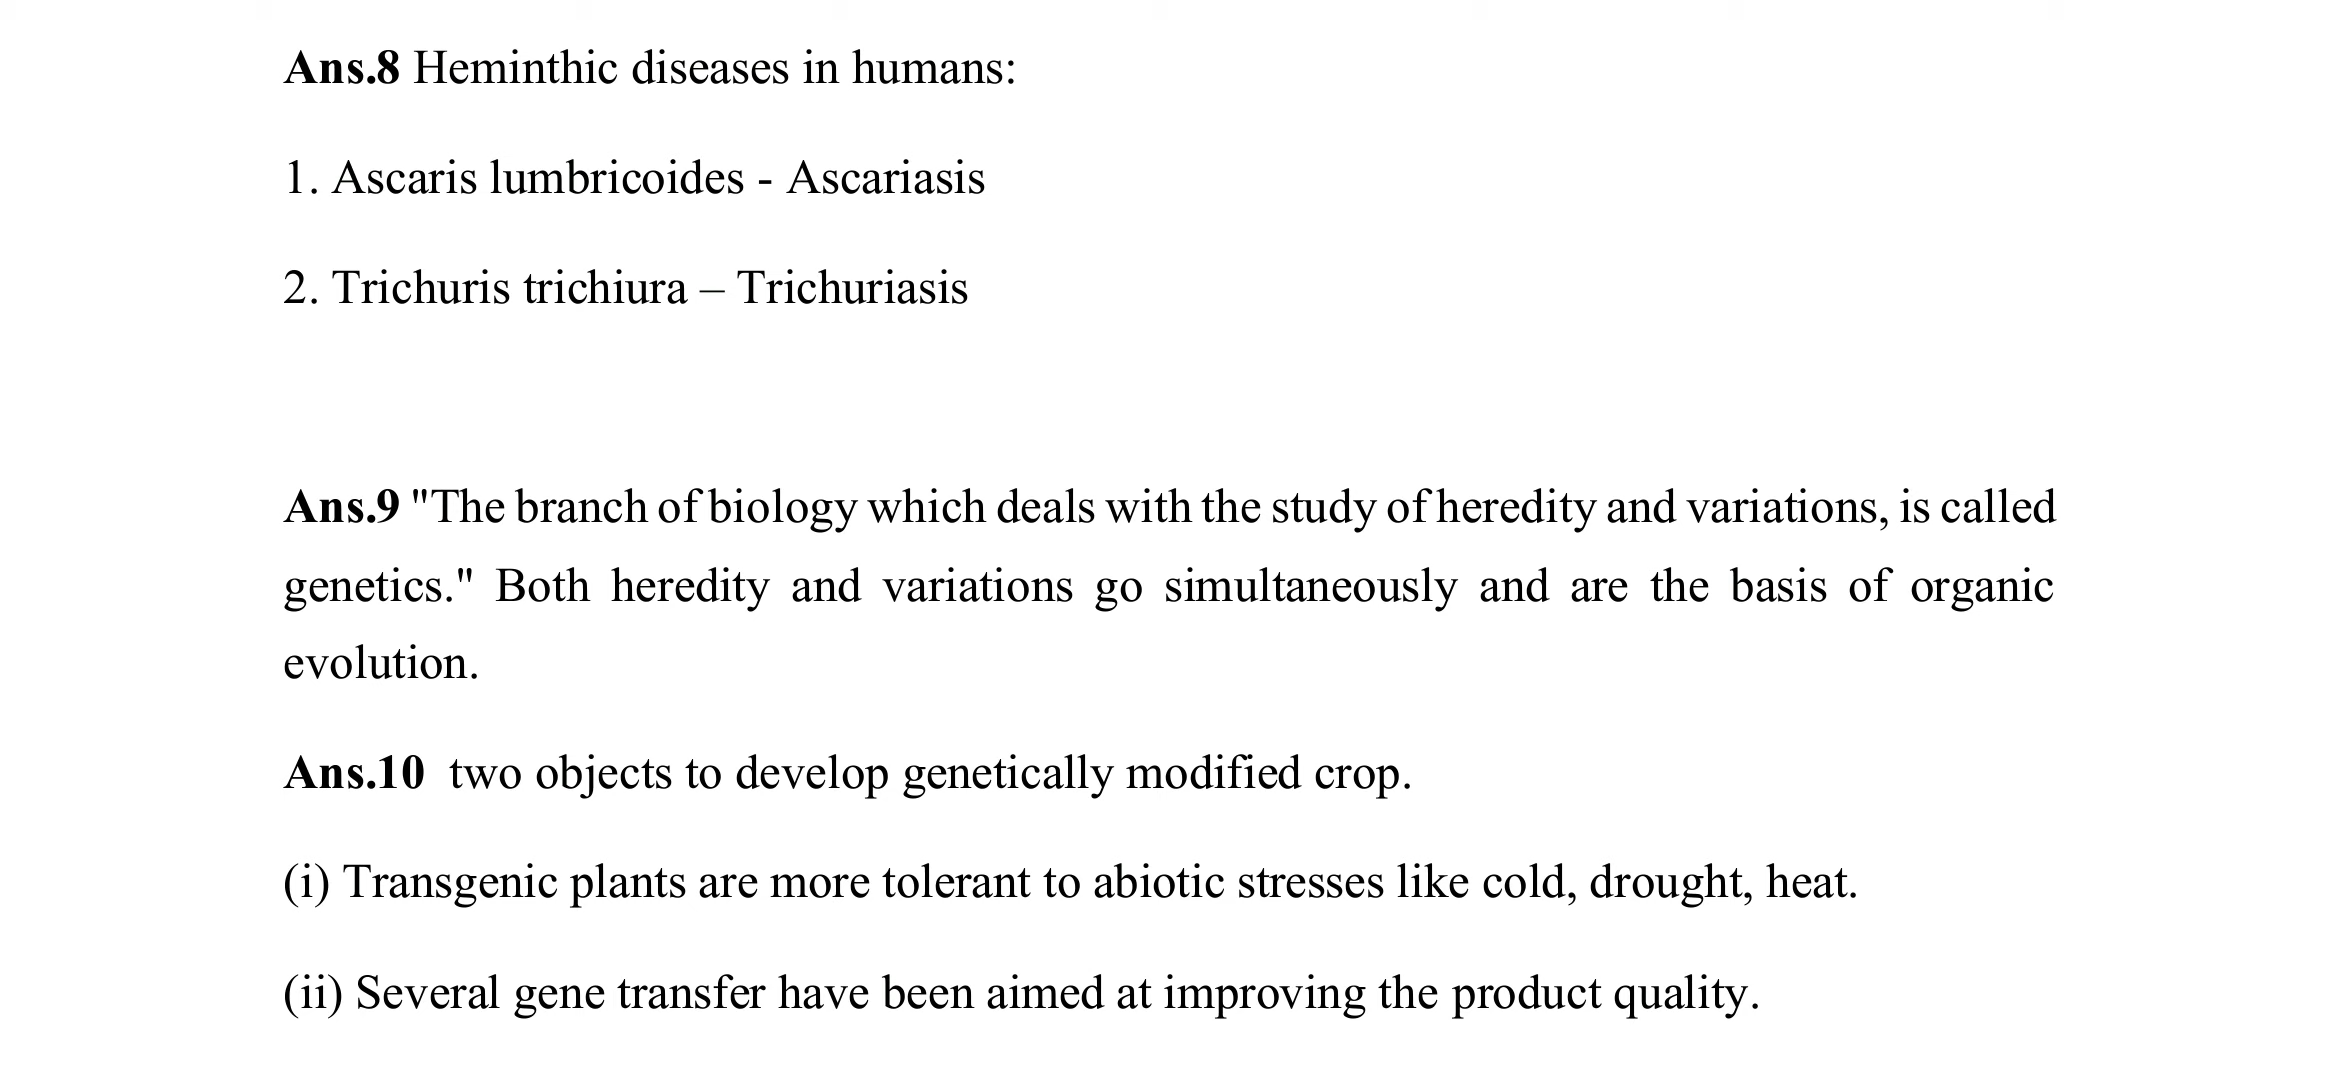 Ans.8 Heminthic diseases in humans:
1. Ascaris lumbricoides - Ascariasis
2. Trichuris trichiura – Trichuriasis
Ans.9 "The branch of biology which deals with the study of heredity and variations, is called
genetics." Both heredity and variations go simultaneously and are the basis of organic
evolution.
Ans.10 two objects to develop genetically modified crop.
(i) Transgenic plants are more tolerant to abiotic stresses like cold, drought, heat.
(ii) Several gene transfer have been aimed at improving the product quality.